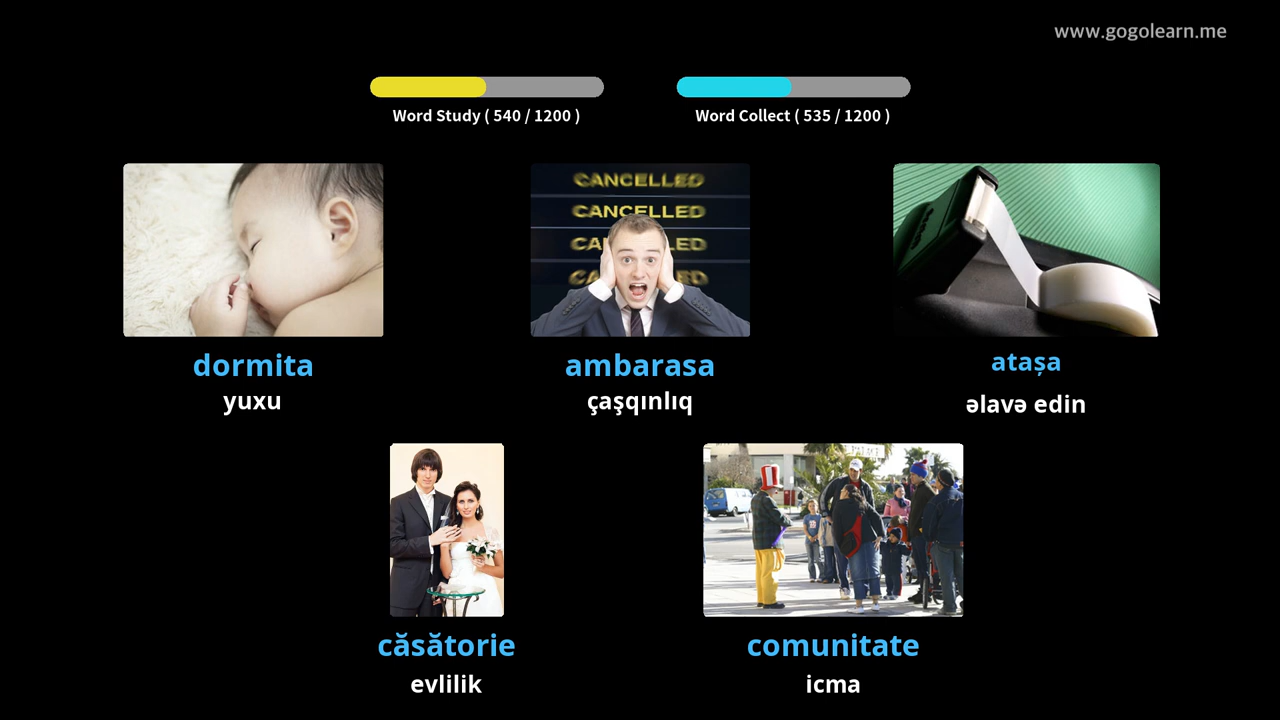 www.gogolearn.me
Word Study ( 540 / 1200 )
Word Collect ( 535 / 1200 )
CANCELLED
CANCELLED
dormita
ambarasa
atașa
yuxu
çaşqınlıq
əlavə edin
căsătorie
comunitate
evlilik
icma